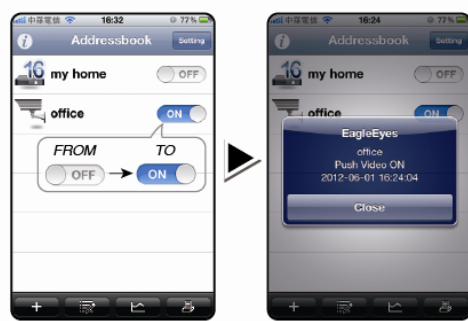 中華電信 16:32 77%
Addressbook Setting
16 my home OFF
office ON
FROM TO
OFF ON
中華電信 16:24 77%
Addressbook Setting
16 my home OFF
office ON
EagleEyes
office
Push Video ON
2012-06-01 16:24:04
Close